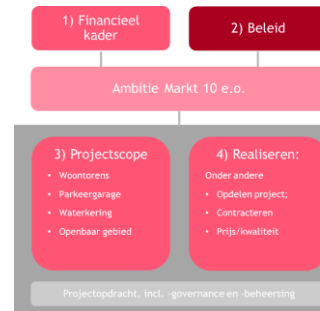 1) Financieel
kader
2) Beleid
Ambitie Markt 10 e.o.
3) Projectscope
• Woontorens
• Parkeergarage
• Waterkering
• Openbaar gebied
4) Realiseren:
Onder andere
• Opdelen project;
• Contracteren
• Prijs/kwaliteit
Projectopdracht, incl. -governance en -beheersing